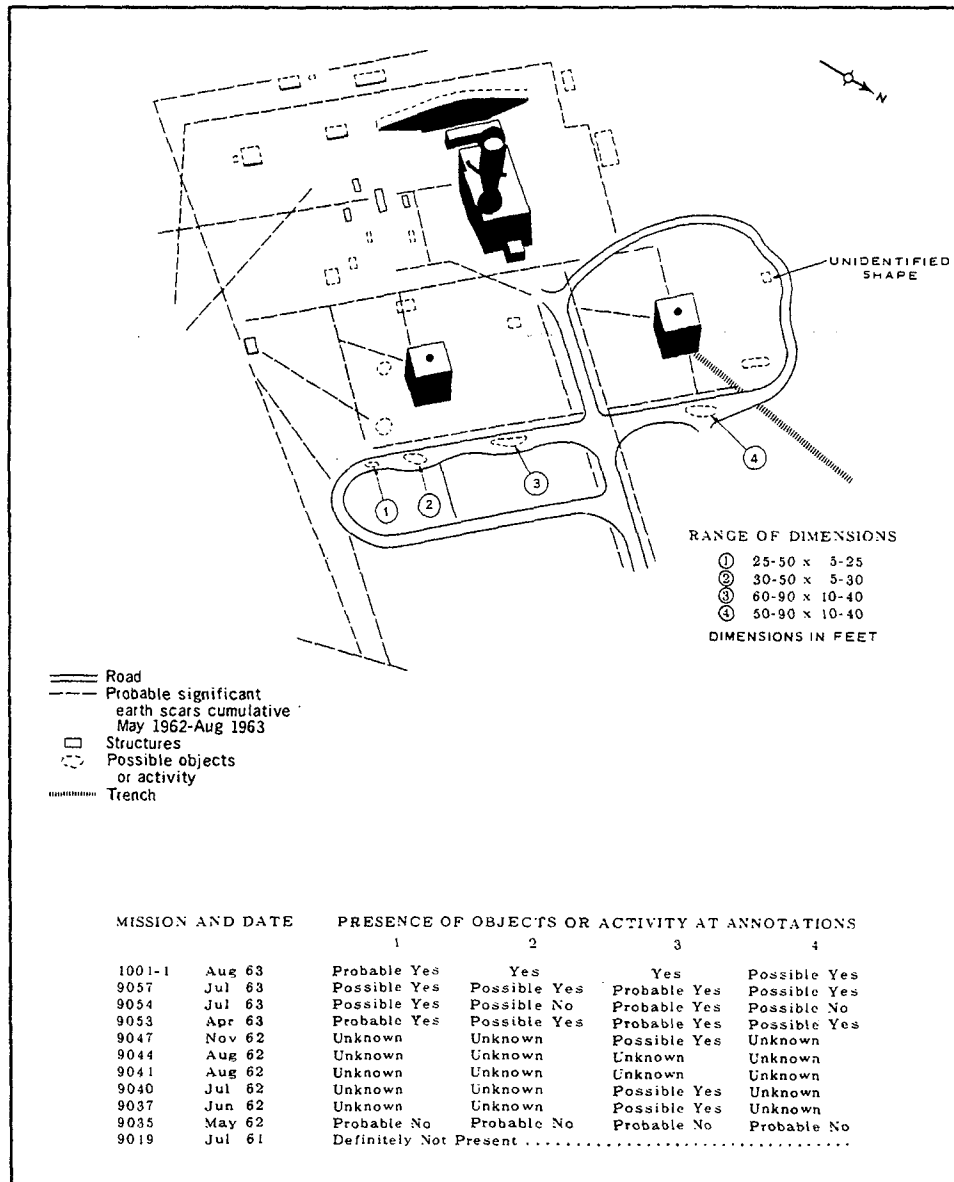 N
UNIDENTIFIED
SHAPE
1
2
3
4
RANGE OF DIMENSIONS
① 25-50 x 5-25
② 30-50 x 5-30
③ 60-90 x 10-40
④ 50-90 x 10-40
DIMENSIONS IN FEET
Road
Probable significant
earth scars cumulative
May 1962-Aug 1963
Structures
Possible objects
or activity
Trench
MISSION AND DATE PRESENCE OF OBJECTS OR ACTIVITY AT ANNOTATIONS
1 2 3 4
1001-1 Aug 63 Probable Yes Yes Yes Possible Yes
9057 Jul 63 Possible Yes Possible Yes Probable Yes Possible Yes
9054 Jul 63 Possible Yes Possible No Probable Yes Possible No
9053 Apr 63 Probable Yes Possible Yes Probable Yes Possible Yes
9047 Nov 62 Unknown Unknown Possible Yes Unknown
9044 Aug 62 Unknown Unknown Unknown Unknown
9041 Aug 62 Unknown Unknown Unknown Unknown
9040 Jul 62 Unknown Unknown Possible Yes Unknown
9037 Jun 62 Unknown Unknown Possible Yes Unknown
9035 May 62 Probable No Probable No Probable No Probable No
9019 Jul 61 Definitely Not Present ..................................